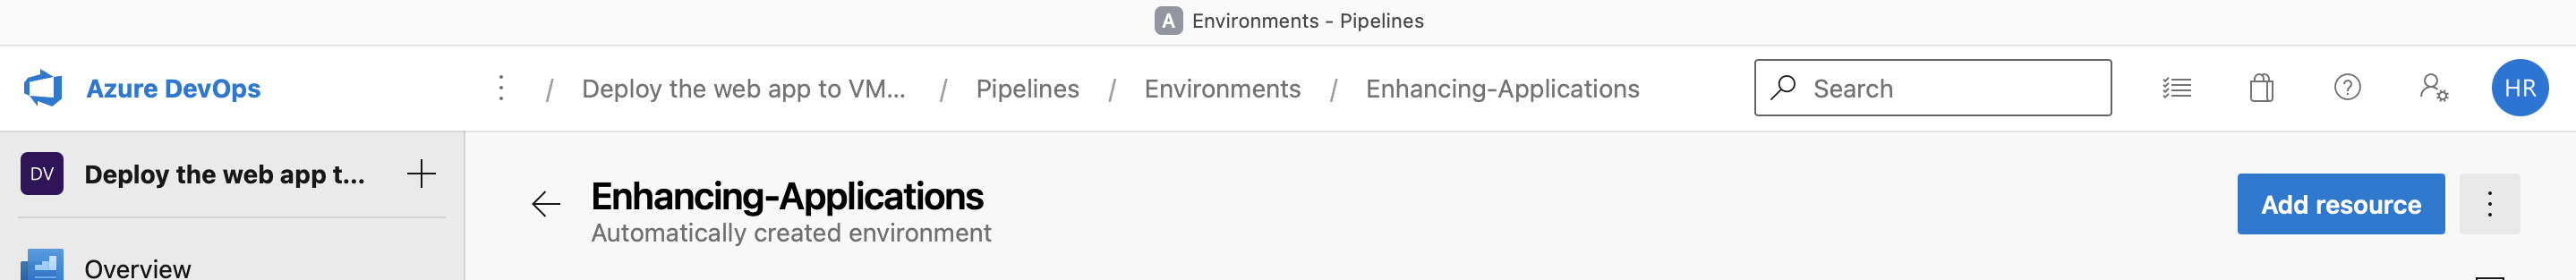 A Environments - Pipelines
Azure DevOps / Deploy the web app to VM... / Pipelines / Environments / Enhancing-Applications Search HR
DV Deploy the web app t...
Enhancing-Applications
Add resource
Automatically created environment
Overview